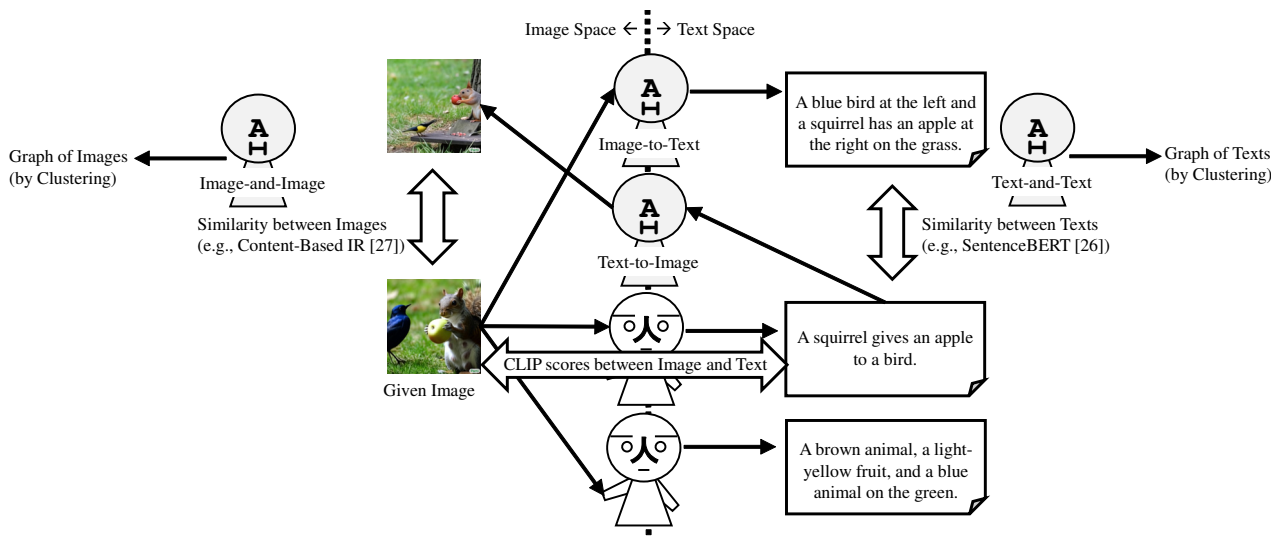 Image Space
Text Space
A blue bird at the left and
a squirrel has an apple at
the right on the grass.
Image-to-Text
Graph of Images
(by Clustering)
Image-and-Image
Text-and-Text
Graph of Texts
(by Clustering)
Similarity between Images
(e.g., Content-Based IR [27])
Similarity between Texts
(e.g., SentenceBERT [26])
Text-to-Image
A squirrel gives an apple
to a bird.
CLIP scores between Image and Text
Given Image
A brown animal, a light-
yellow fruit, and a blue
animal on the green.